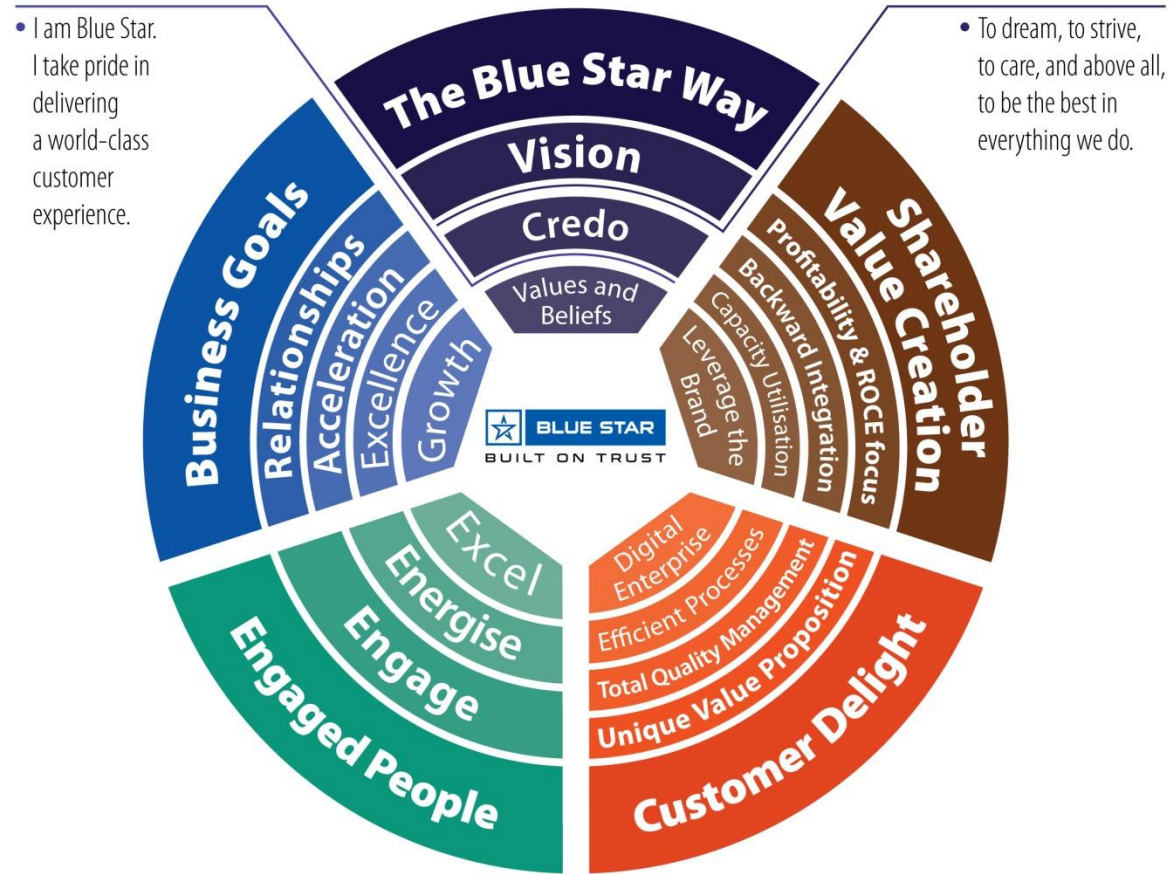 • I am Blue Star.
I take pride in
delivering
a world-class
customer
experience.
• To dream, to strive,
to care, and above all,
to be the best in
everything we do.
The Blue Star Way
Vision
Credo
Values and
Beliefs
Shareholder
Value Creation
Profitability & ROCE focus
Backward Integration
Capacity Utilisation
Leverage the
Brand
Customer Delight
Unique Value Proposition
Total Quality Management
Efficient Processes
Digital
Enterprise
Engaged People
Engage
Energise
Excel
Business Goals
Relationships
Acceleration
Excellence
Growth
BLUE STAR
BUILT ON TRUST